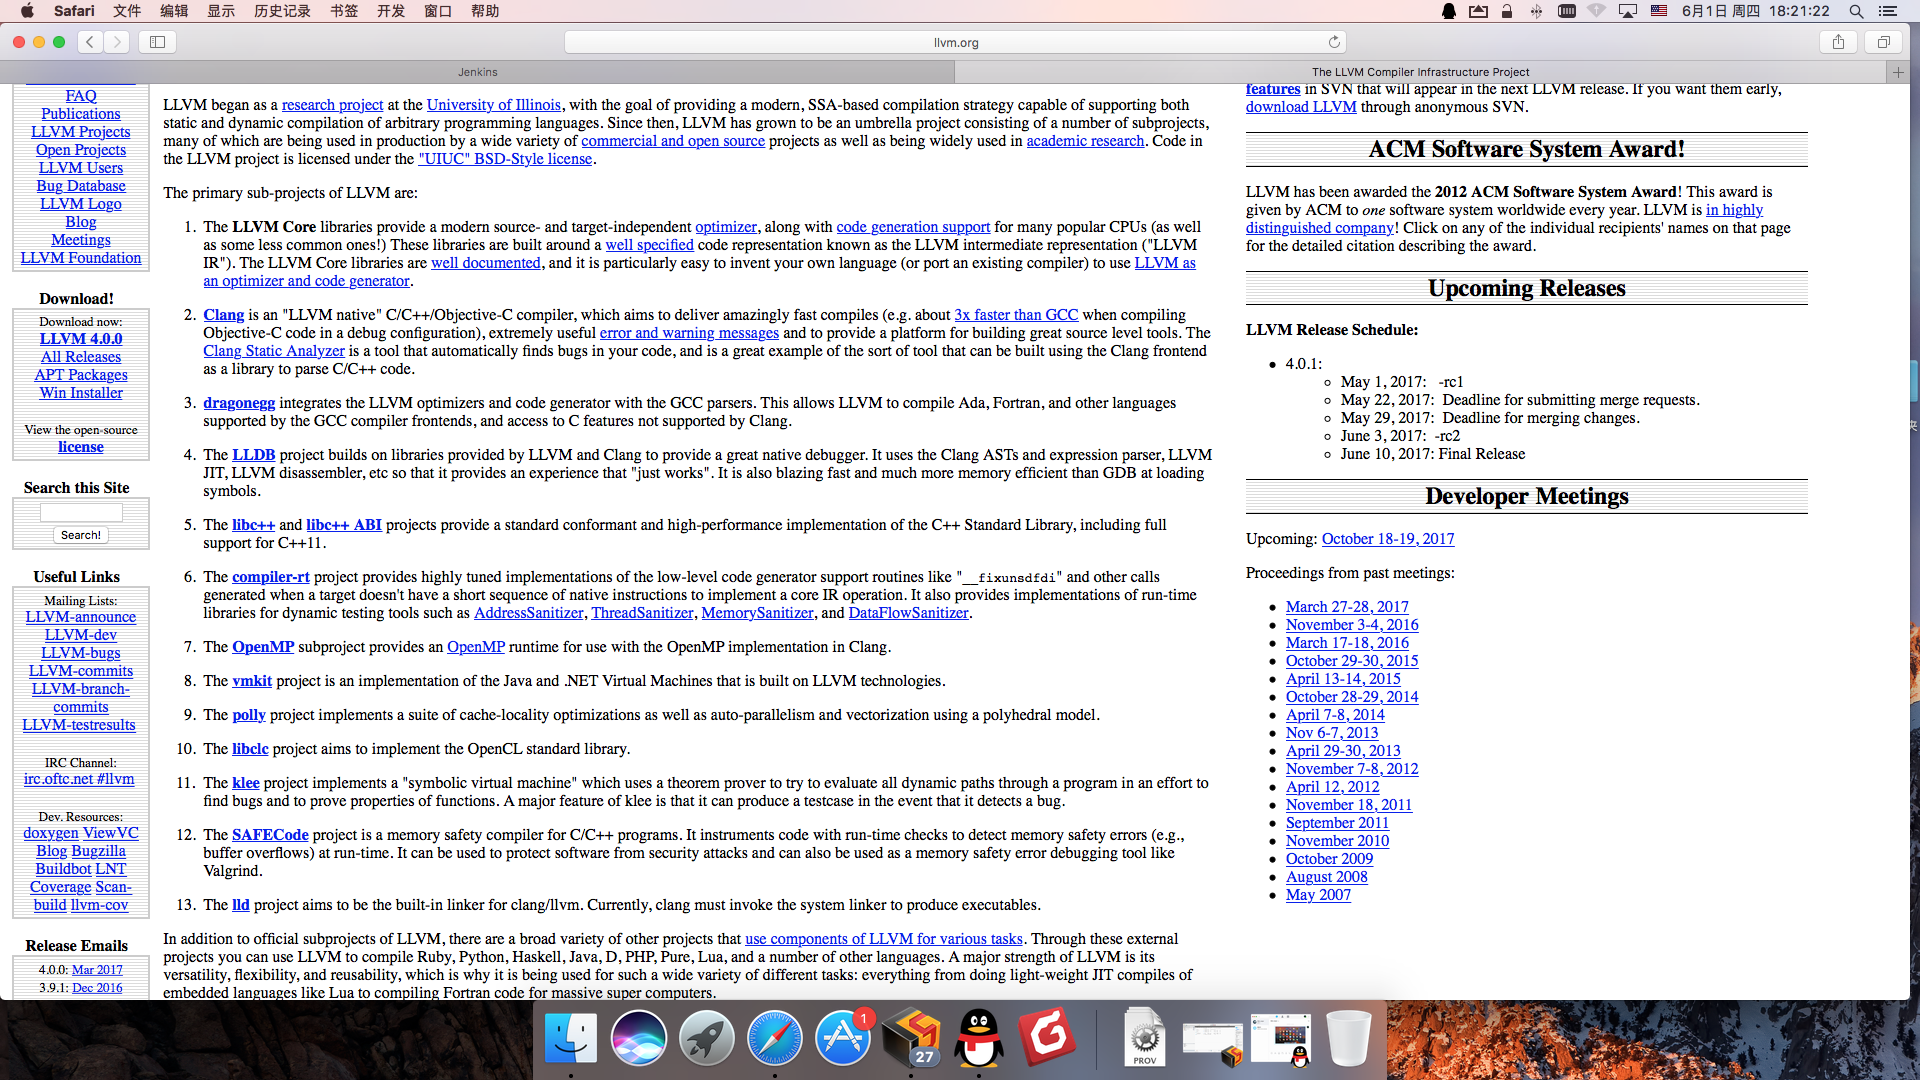 Safari 文件 编辑 显示 历史记录 书签 开发 窗口 帮助
6月1日 周四 18:21:22
llvm.org
Jenkins
The LLVM Compiler Infrastructure Project
FAQ
Publications
LLVM Projects
Open Projects
LLVM Users
Bug Database
LLVM Logo
Blog
Meetings
LLVM Foundation
Download!
Download now:
LLVM 4.0.0
All Releases
APT Packages
Win Installer
View the open-source
license
Search this Site
Search!
Useful Links
Mailing Lists:
LLVM-announce
LLVM-dev
LLVM-bugs
LLVM-commits
LLVM-branch-
commits
LLVM-testresults
IRC Channel:
irc.oftc.net #llvm
Dev. Resources:
doxygen ViewVC
Blog Bugzilla
Buildbot LNT
Coverage Scan-
build llvm-cov
Release Emails
4.0.0: Mar 2017
3.9.1: Dec 2016
LLVM began as a research project at the University of Illinois, with the goal of providing a modern, SSA-based compilation strategy capable of supporting both
static and dynamic compilation of arbitrary programming languages. Since then, LLVM has grown to be an umbrella project consisting of a number of subprojects,
many of which are being used in production by a wide variety of commercial and open source projects as well as being widely used in academic research. Code in
the LLVM project is licensed under the "UIUC" BSD-Style license.
The primary sub-projects of LLVM are:
1. The LLVM Core libraries provide a modern source- and target-independent optimizer, along with code generation support for many popular CPUs (as well
as some less common ones!) These libraries are built around a well specified code representation known as the LLVM intermediate representation ("LLVM
IR"). The LLVM Core libraries are well documented, and it is particularly easy to invent your own language (or port an existing compiler) to use LLVM as
an optimizer and code generator.
2. Clang is an "LLVM native" C/C++/Objective-C compiler, which aims to deliver amazingly fast compiles (e.g. about 3x faster than GCC when compiling
Objective-C code in a debug configuration), extremely useful error and warning messages and to provide a platform for building great source level tools. The
Clang Static Analyzer is a tool that automatically finds bugs in your code, and is a great example of the sort of tool that can be built using the Clang frontend
as a library to parse C/C++ code.
3. dragonegg integrates the LLVM optimizers and code generator with the GCC parsers. This allows LLVM to compile Ada, Fortran, and other languages
supported by the GCC compiler frontends, and access to C features not supported by Clang.
4. The LLDB project builds on libraries provided by LLVM and Clang to provide a great native debugger. It uses the Clang ASTs and expression parser, LLVM
JIT, LLVM disassembler, etc so that it provides an experience that "just works". It is also blazing fast and much more memory efficient than GDB at loading
symbols.
5. The libc++ and libc++ ABI projects provide a standard conformant and high-performance implementation of the C++ Standard Library, including full
support for C++11.
6. The compiler-rt project provides highly tuned implementations of the low-level code generator support routines like "__fixunsdfdi" and other calls
generated when a target doesn't have a short sequence of native instructions to implement a core IR operation. It also provides implementations of run-time
libraries for dynamic testing tools such as AddressSanitizer, ThreadSanitizer, MemorySanitizer, and DataFlowSanitizer.
7. The OpenMP subproject provides an OpenMP runtime for use with the OpenMP implementation in Clang.
8. The vmkit project is an implementation of the Java and .NET Virtual Machines that is built on LLVM technologies.
9. The polly project implements a suite of cache-locality optimizations as well as auto-parallelism and vectorization using a polyhedral model.
10. The libclc project aims to implement the OpenCL standard library.
11. The klee project implements a "symbolic virtual machine" which uses a theorem prover to try to evaluate all dynamic paths through a program in an effort to
find bugs and to prove properties of functions. A major feature of klee is that it can produce a testcase in the event that it detects a bug.
12. The SAFECode project is a memory safety compiler for C/C++ programs. It instruments code with run-time checks to detect memory safety errors (e.g.,
buffer overflows) at run-time. It can be used to protect software from security attacks and can also be used as a memory safety error debugging tool like
Valgrind.
13. The lld project aims to be the built-in linker for clang/llvm. Currently, clang must invoke the system linker to produce executables.
In addition to official subprojects of LLVM, there are a broad variety of other projects that use components of LLVM for various tasks. Through these external
projects you can use LLVM to compile Ruby, Python, Haskell, Java, D, PHP, Pure, Lua, and a number of other languages. A major strength of LLVM is its
versatility, flexibility, and reusability, which is why it is being used for such a wide variety of different tasks: everything from doing light-weight JIT compiles of
embedded languages like Lua to compiling Fortran code for massive super computers.
features in SVN that will appear in the next LLVM release. If you want them early,
download LLVM through anonymous SVN.
ACM Software System Award!
LLVM has been awarded the 2012 ACM Software System Award! This award is
given by ACM to one software system worldwide every year. LLVM is in highly
distinguished company! Click on any of the individual recipients' names on that page
for the detailed citation describing the award.
Upcoming Releases
LLVM Release Schedule:
4.0.1:
May 1, 2017: -rc1
May 22, 2017: Deadline for submitting merge requests.
May 29, 2017: Deadline for merging changes.
June 3, 2017: -rc2
June 10, 2017: Final Release
Developer Meetings
Upcoming: October 18-19, 2017
Proceedings from past meetings:
March 27-28, 2017
November 3-4, 2016
March 17-18, 2016
October 29-30, 2015
April 13-14, 2015
October 28-29, 2014
April 7-8, 2014
Nov 6-7, 2013
April 29-30, 2013
November 7-8, 2012
April 12, 2012
November 18, 2011
September 2011
November 2010
October 2009
August 2008
May 2007
1
27
PROV